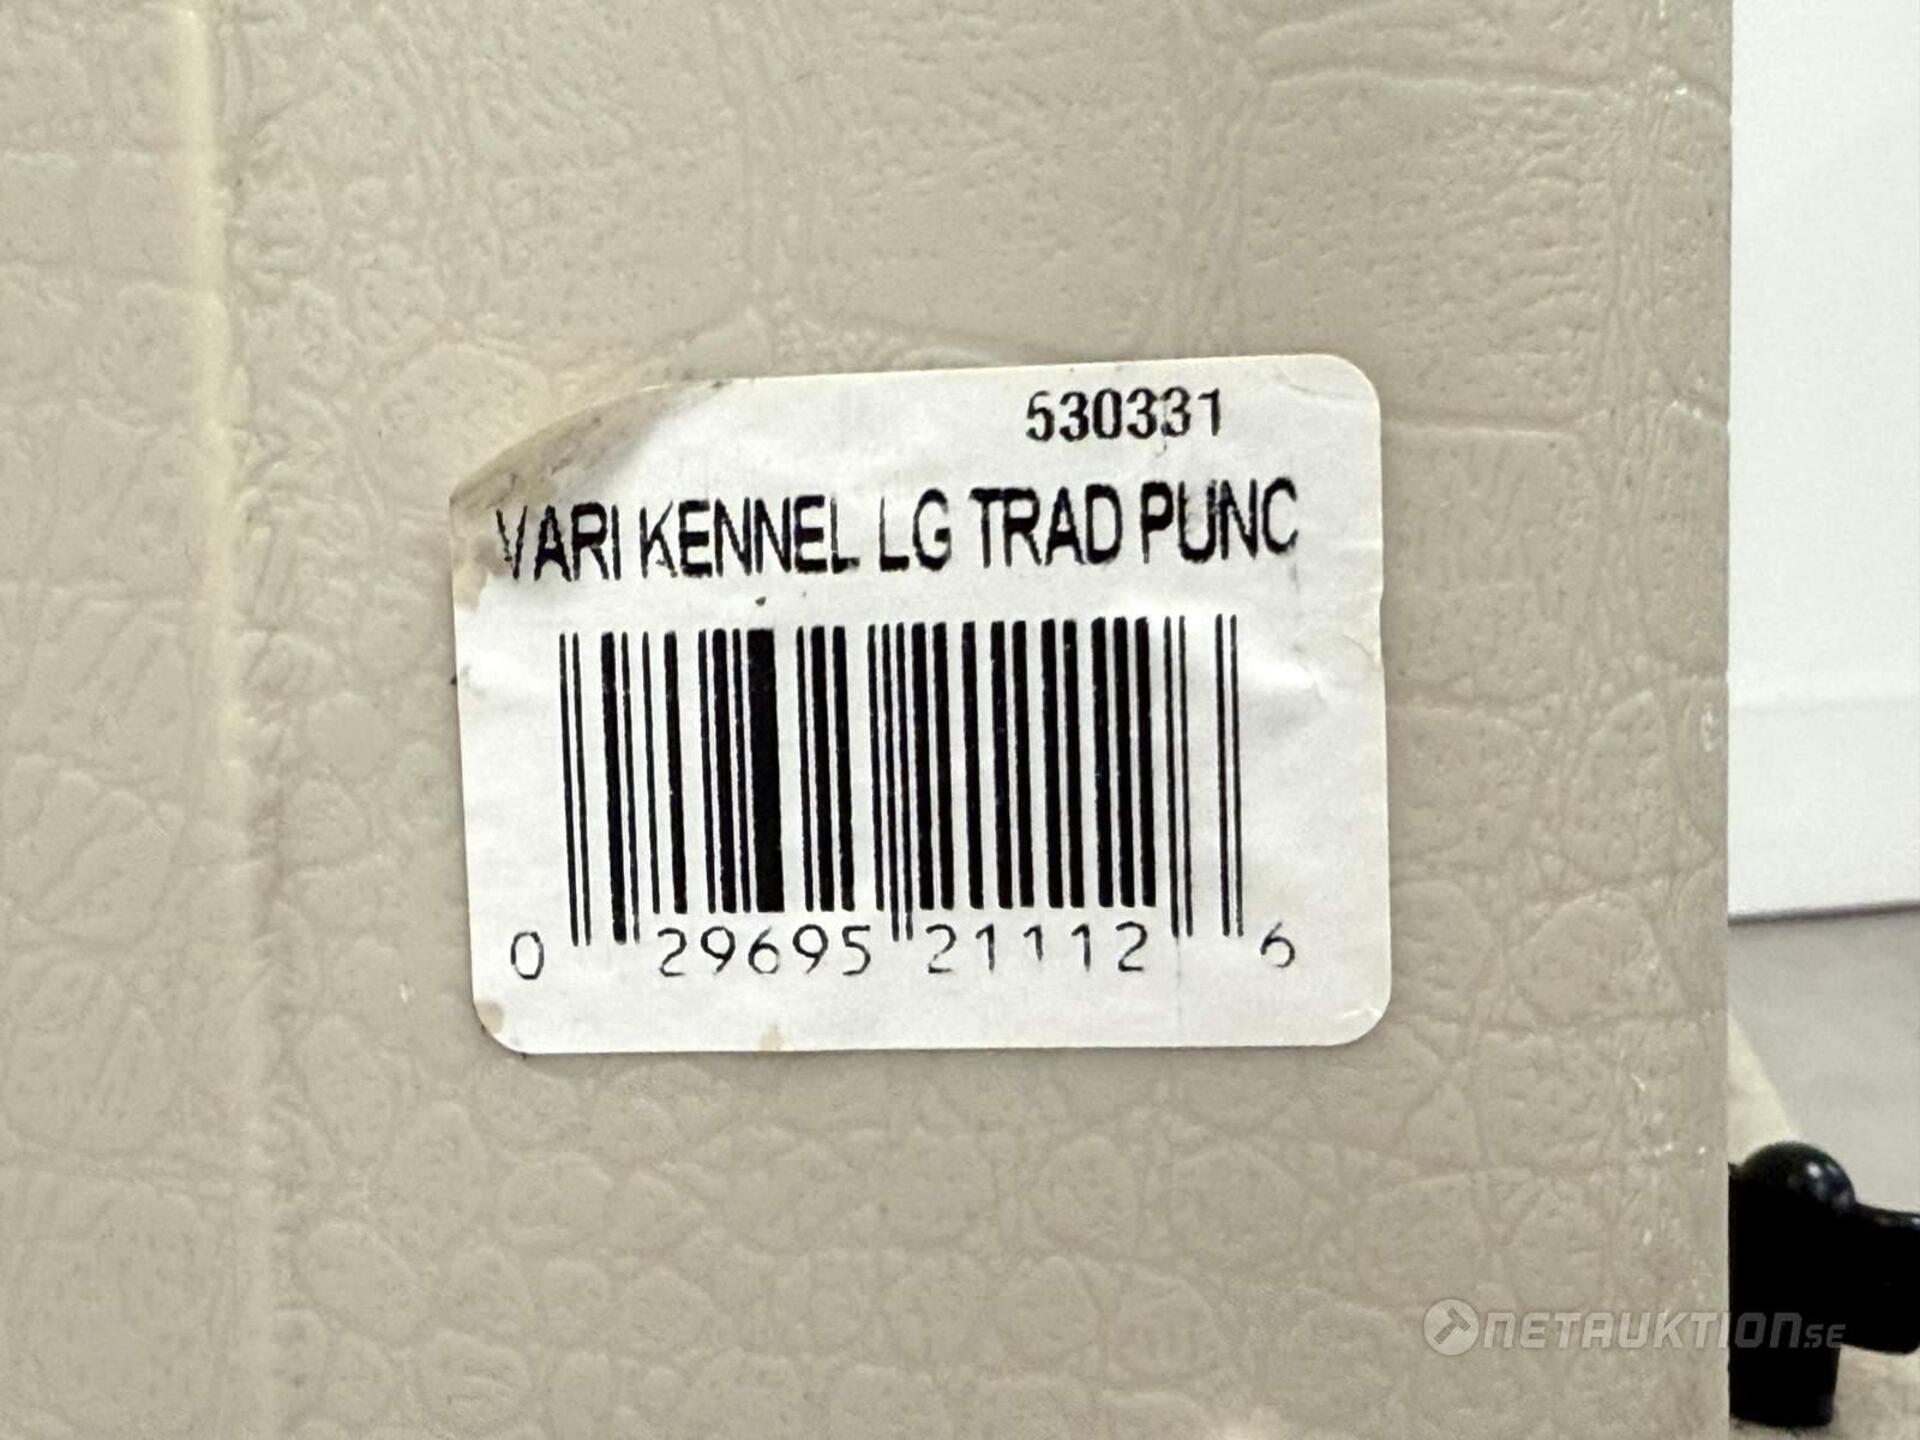 530331
VARI KENNEL LG TRAD PUNC
0 29695 21112 6
NETAUKTION.SE